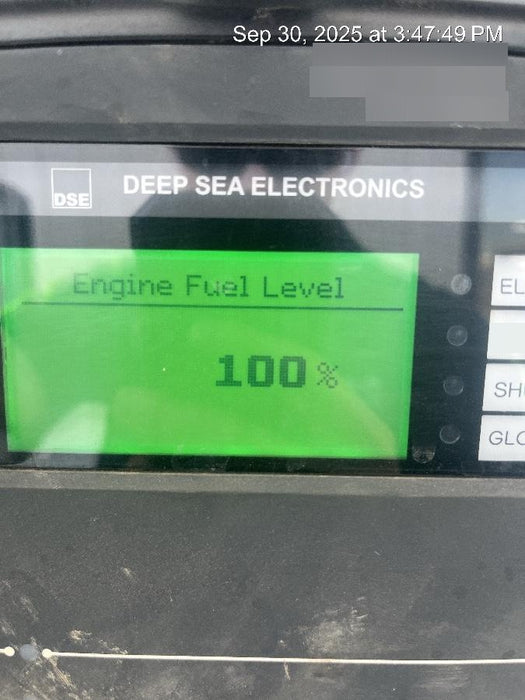 Sep 30, 2025 at 3:47:49 PM
DSE
DEEP SEA ELECTRONICS
Engine Fuel Level
100%